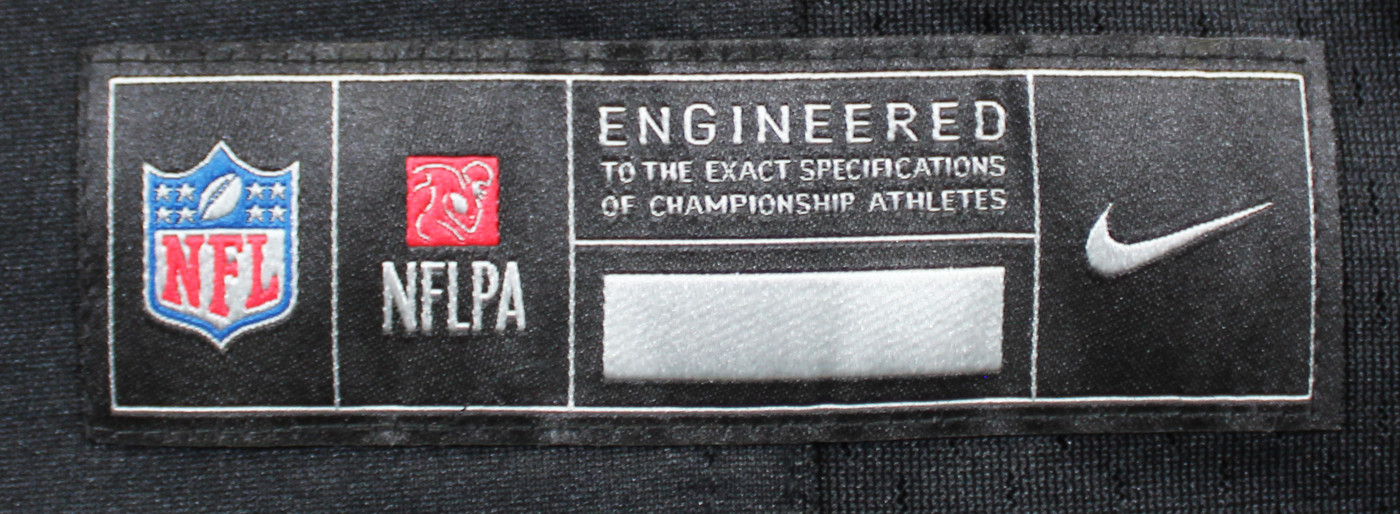 NFL
NFLPA
ENGINEERED
TO THE EXACT SPECIFICATIONS
OF CHAMPIONSHIP ATHLETES